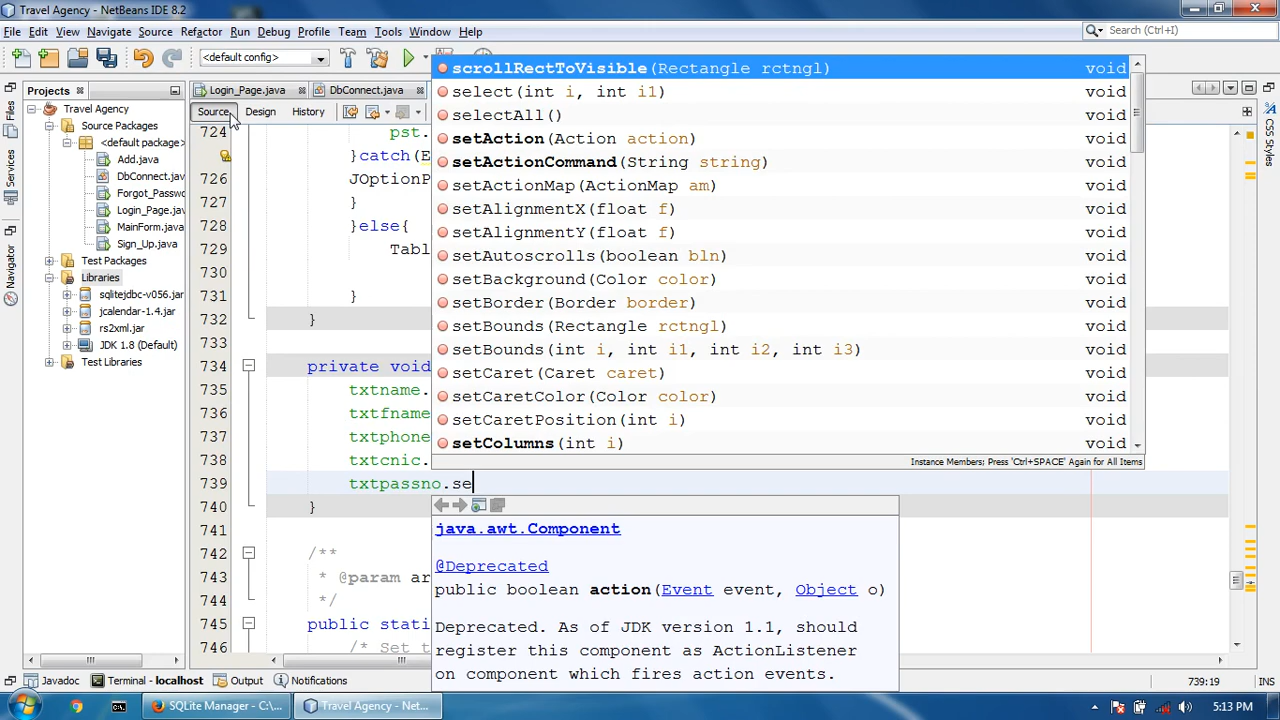 Travel Agency - NetBeans IDE 8.2
File Edit View Navigate Source Refactor Run Debug Profile Team Tools Window Help
Search (Ctrl+I)
<default config>
Projects
Login_Page.java
DbConnect.java
Source
Design
History
Files
Services
Navigator
CSS Styles
Travel Agency
Source Packages
<default package>
Add.java
DbConnect.java
Forgot_Passwo
Login_Page.jav
MainForm.java
Sign_Up.java
Test Packages
Libraries
sqlitejdbc-v056.jar
jcalendar-1.4.jar
rs2xml.jar
JDK 1.8 (Default)
Test Libraries
724 pst.
}catch(E
726 JOptionP
727 }
728 }else{
729 Tabl
730
731 }
732 }
733
734 private void
735 txtname.
736 txtfname
737 txtphone
738 txtcnic.
739 txtpassno.se
740 }
741
742 /**
743 * @param ar
744 */
745 public stati
746 /* Set t
scrollRectToVisible(Rectangle rctngl) void
select(int i, int i1) void
selectAll() void
setAction(Action action) void
setActionCommand(String string) void
setActionMap(ActionMap am) void
setAlignmentX(float f) void
setAlignmentY(float f) void
setAutoscrolls(boolean bln) void
setBackground(Color color) void
setBorder(Border border) void
setBounds(Rectangle rctngl) void
setBounds(int i, int i1, int i2, int i3) void
setCaret(Caret caret) void
setCaretColor(Color color) void
setCaretPosition(int i) void
setColumns(int i) void
Instance Members; Press 'Ctrl+SPACE' Again for All Items
java.awt.Component
@Deprecated
public boolean action(Event event, Object o)
Deprecated. As of JDK version 1.1, should
register this component as ActionListener
on component which fires action events.
Javadoc
Terminal - localhost
Output
Notifications
739:19
INS
SQLite Manager - C:\...
Travel Agency - Net...
5:13 PM